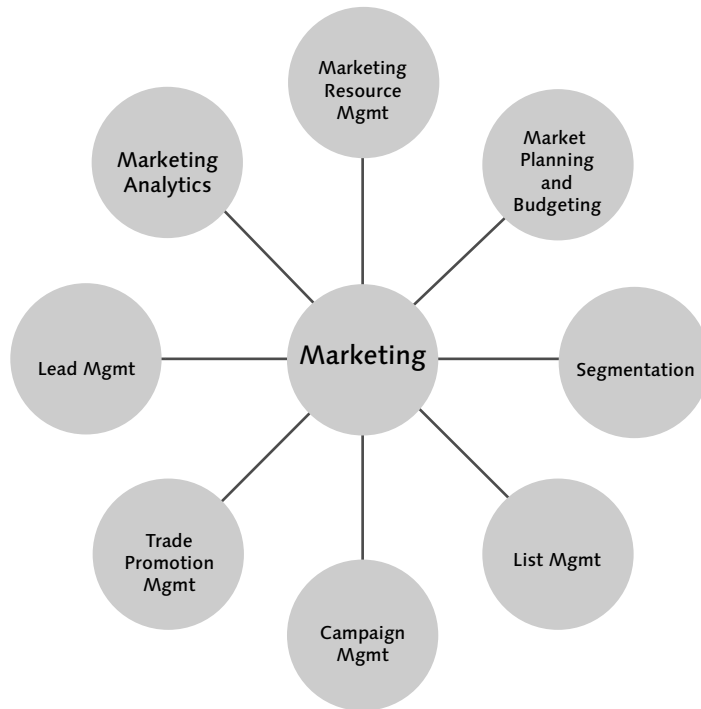 Marketing
Resource
Mgmt
Market
Planning
and
Budgeting
Marketing
Analytics
Marketing
Lead Mgmt
Segmentation
Trade
Promotion
Mgmt
List Mgmt
Campaign
Mgmt